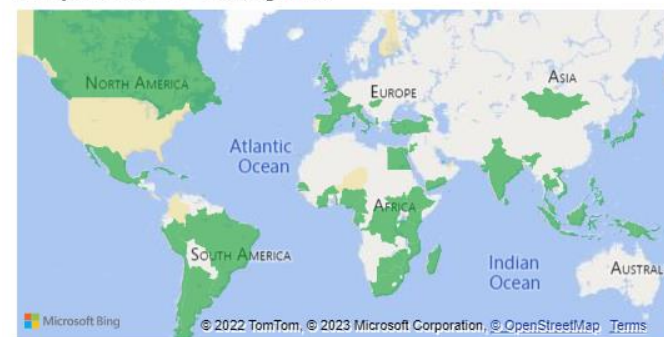 NORTH AMERICA
EUROPE
ASIA
Atlantic
Ocean
AFRICA
SOUTH AMERICA
Indian
Ocean
AUSTRAL
Microsoft Bing
© 2022 TomTom, © 2023 Microsoft Corporation, © OpenStreetMap Terms